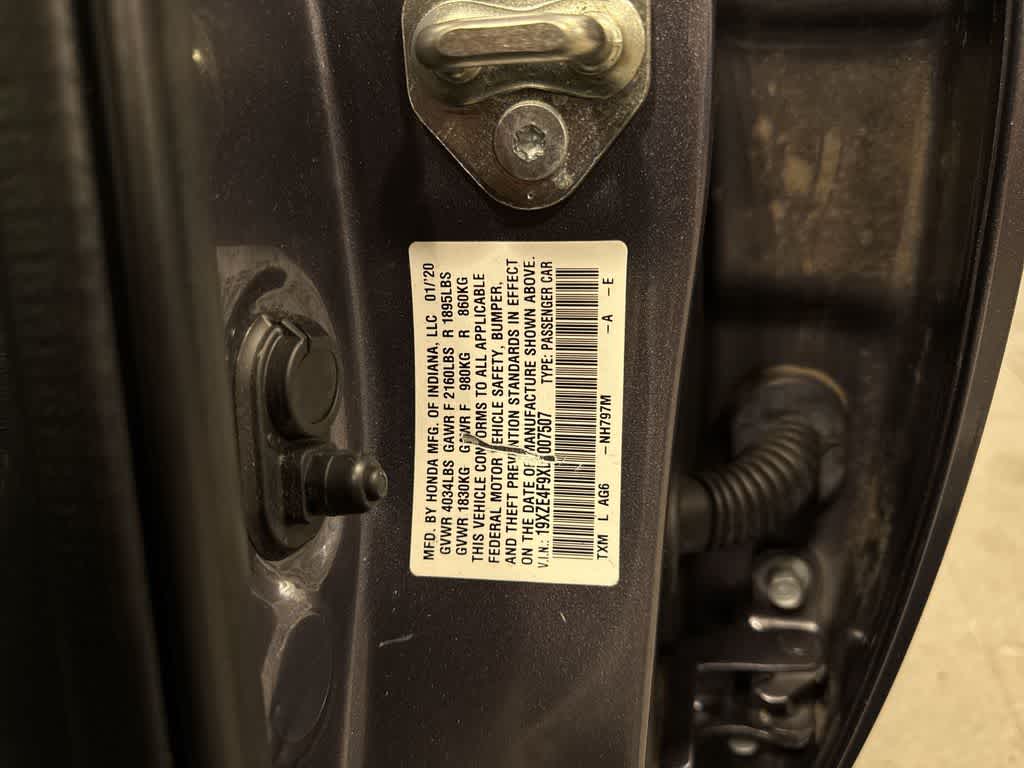 MFD. BY HONDA MFG. OF INDIANA, LLC 01/'20
GVWR 4034LBS GAWR F 2160LBS R 1895LBS
GVWR 1830KG GAWR F 980KG R 860KG
THIS VEHICLE CONFORMS TO ALL APPLICABLE
FEDERAL MOTOR VEHICLE SAFETY, BUMPER,
AND THEFT PREVENTION STANDARDS IN EFFECT
ON THE DATE OF MANUFACTURE SHOWN ABOVE.
V.I.N.: TYPE: PASSENGER CAR
TXM L AG6 -NH797M -A -E